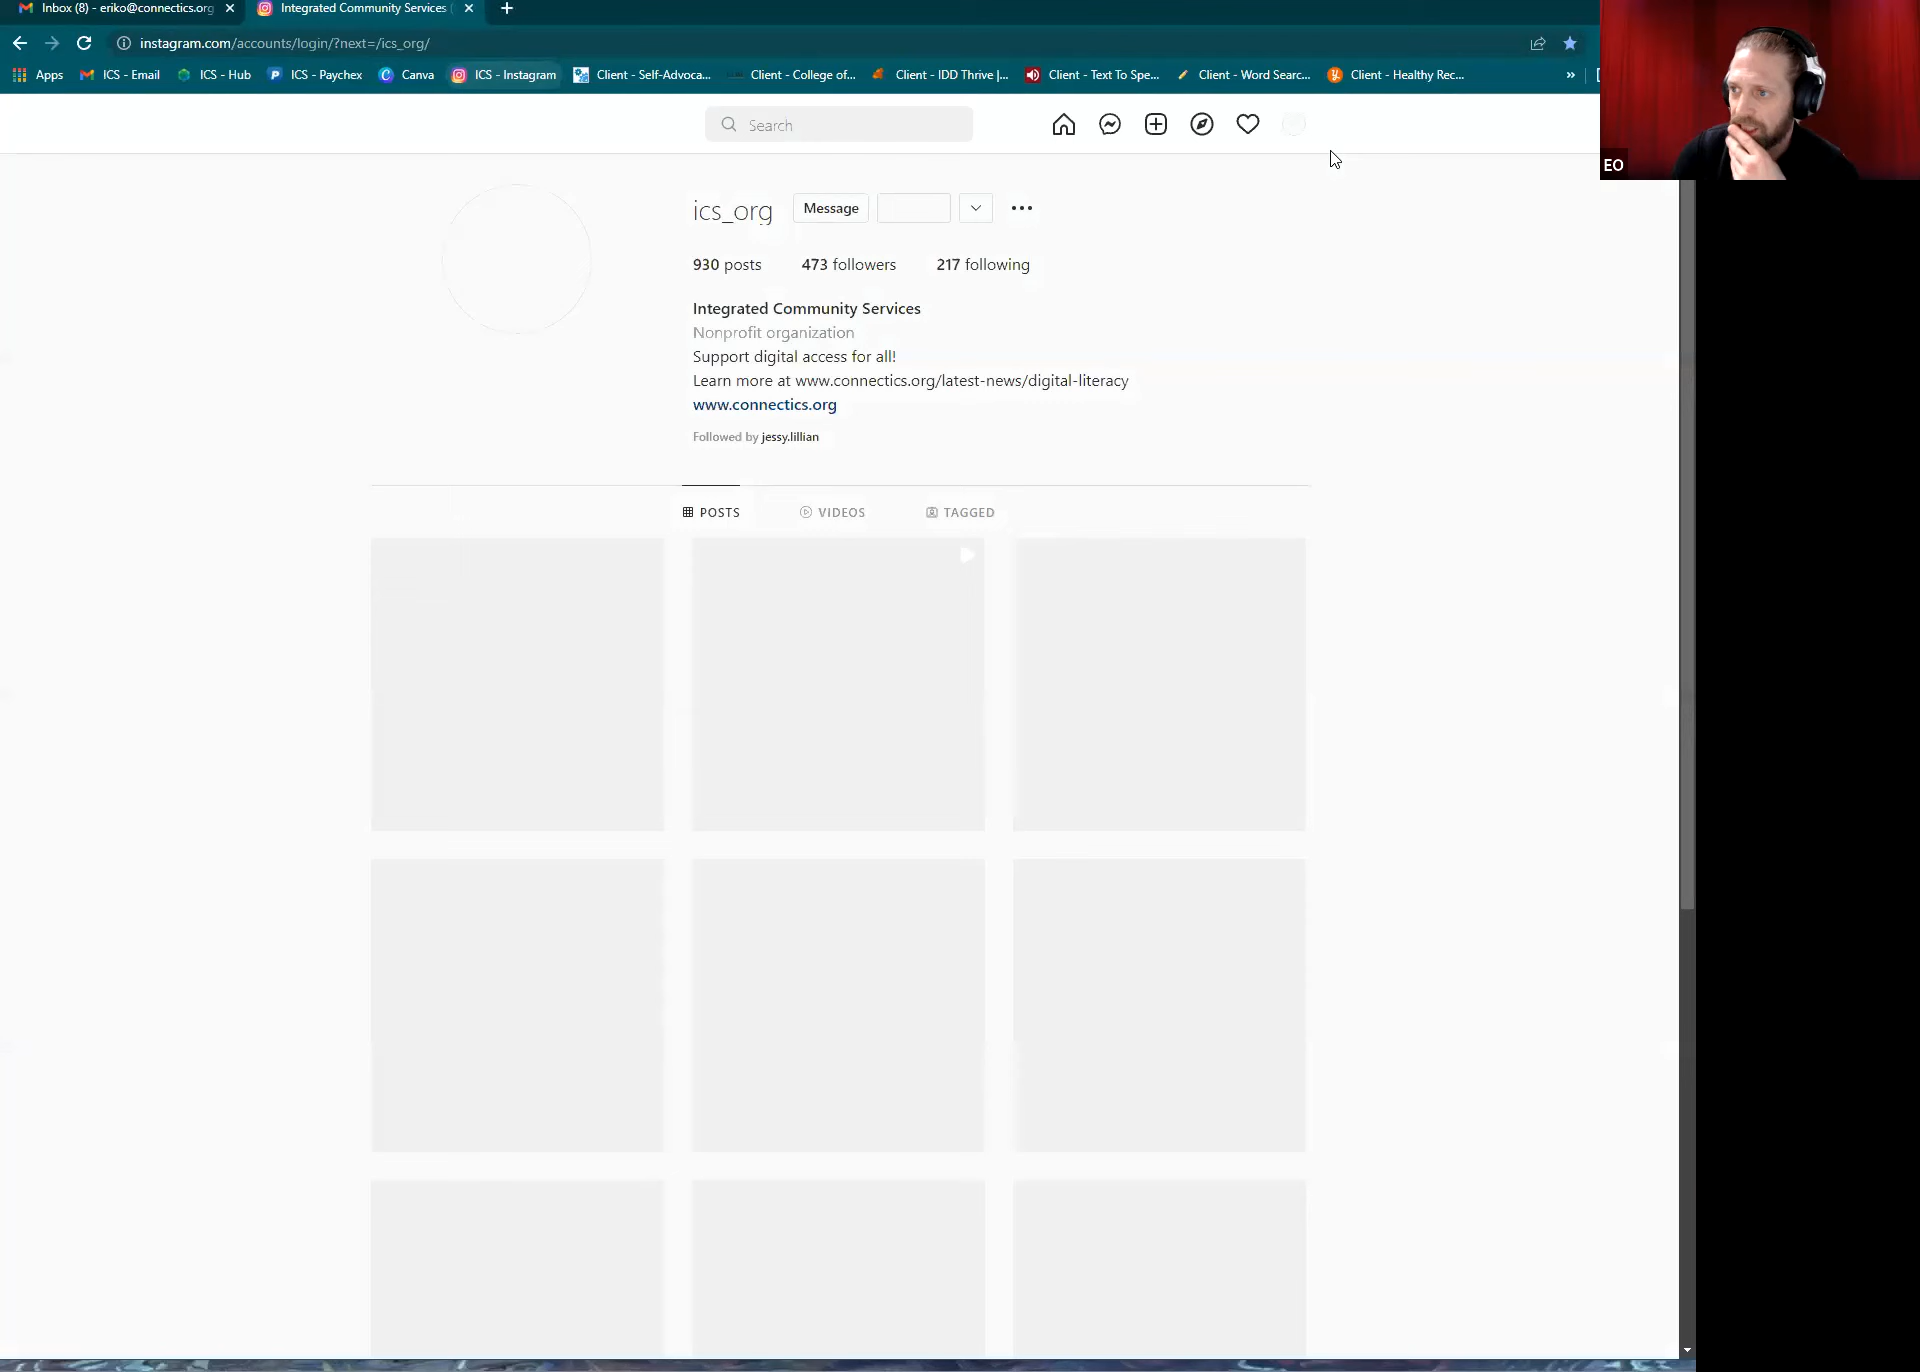 Inbox (8) - eriko@connectics.org
Integrated Community Services (
instagram.com/accounts/login/?next=/ics_org/
Apps ICS - Email ICS - Hub ICS - Paychex Canva ICS - Instagram Client - Self-Advoca... Client - College of... Client - IDD Thrive |... Client - Text To Spe... Client - Word Searc... Client - Healthy Rec... »
Search
EO
ics_org Message
930 posts 473 followers 217 following
Integrated Community Services
Nonprofit organization
Support digital access for all!
Learn more at www.connectics.org/latest-news/digital-literacy
www.connectics.org
Followed by jessy.lillian
POSTS VIDEOS TAGGED